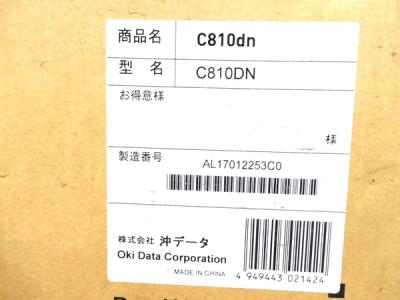 商品名 C810dn
型 名 C810DN
お得意様
様
製造番号 AL17012253C0
株式会社 沖データ
Oki Data Corporation
MADE IN CHINA
4 949443 021424